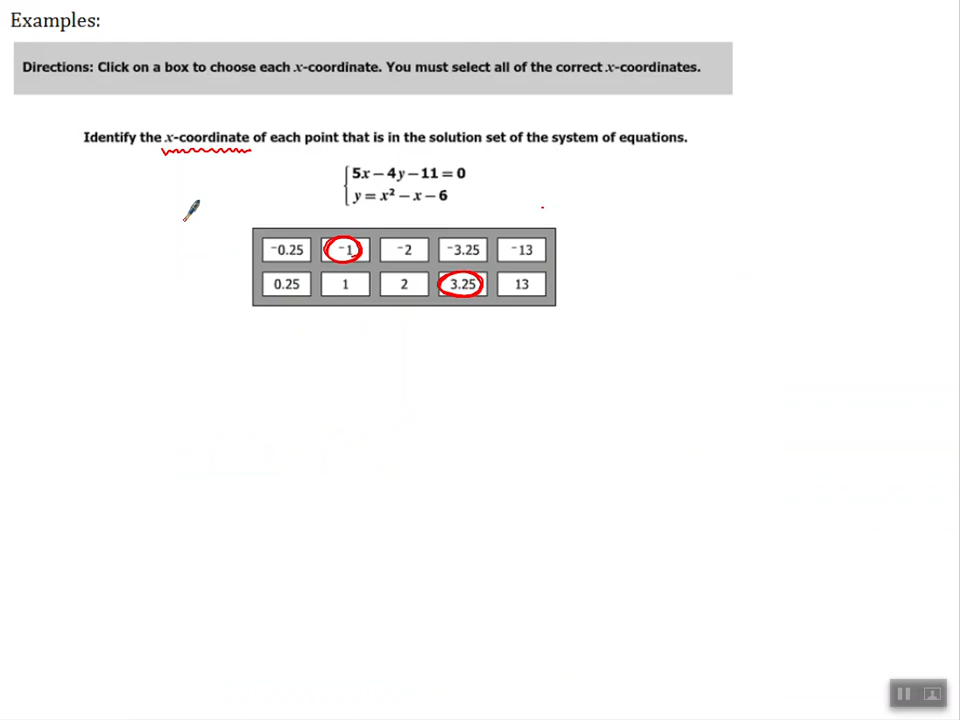 Examples:
Directions: Click on a box to choose each x-coordinate. You must select all of the correct x-coordinates.
Identify the x-coordinate of each point that is in the solution set of the system of equations.
5x − 4y − 11 = 0
y = x² − x − 6
⁻0.25 ⁻1 ⁻2 ⁻3.25 ⁻13
0.25 1 2 3.25 13